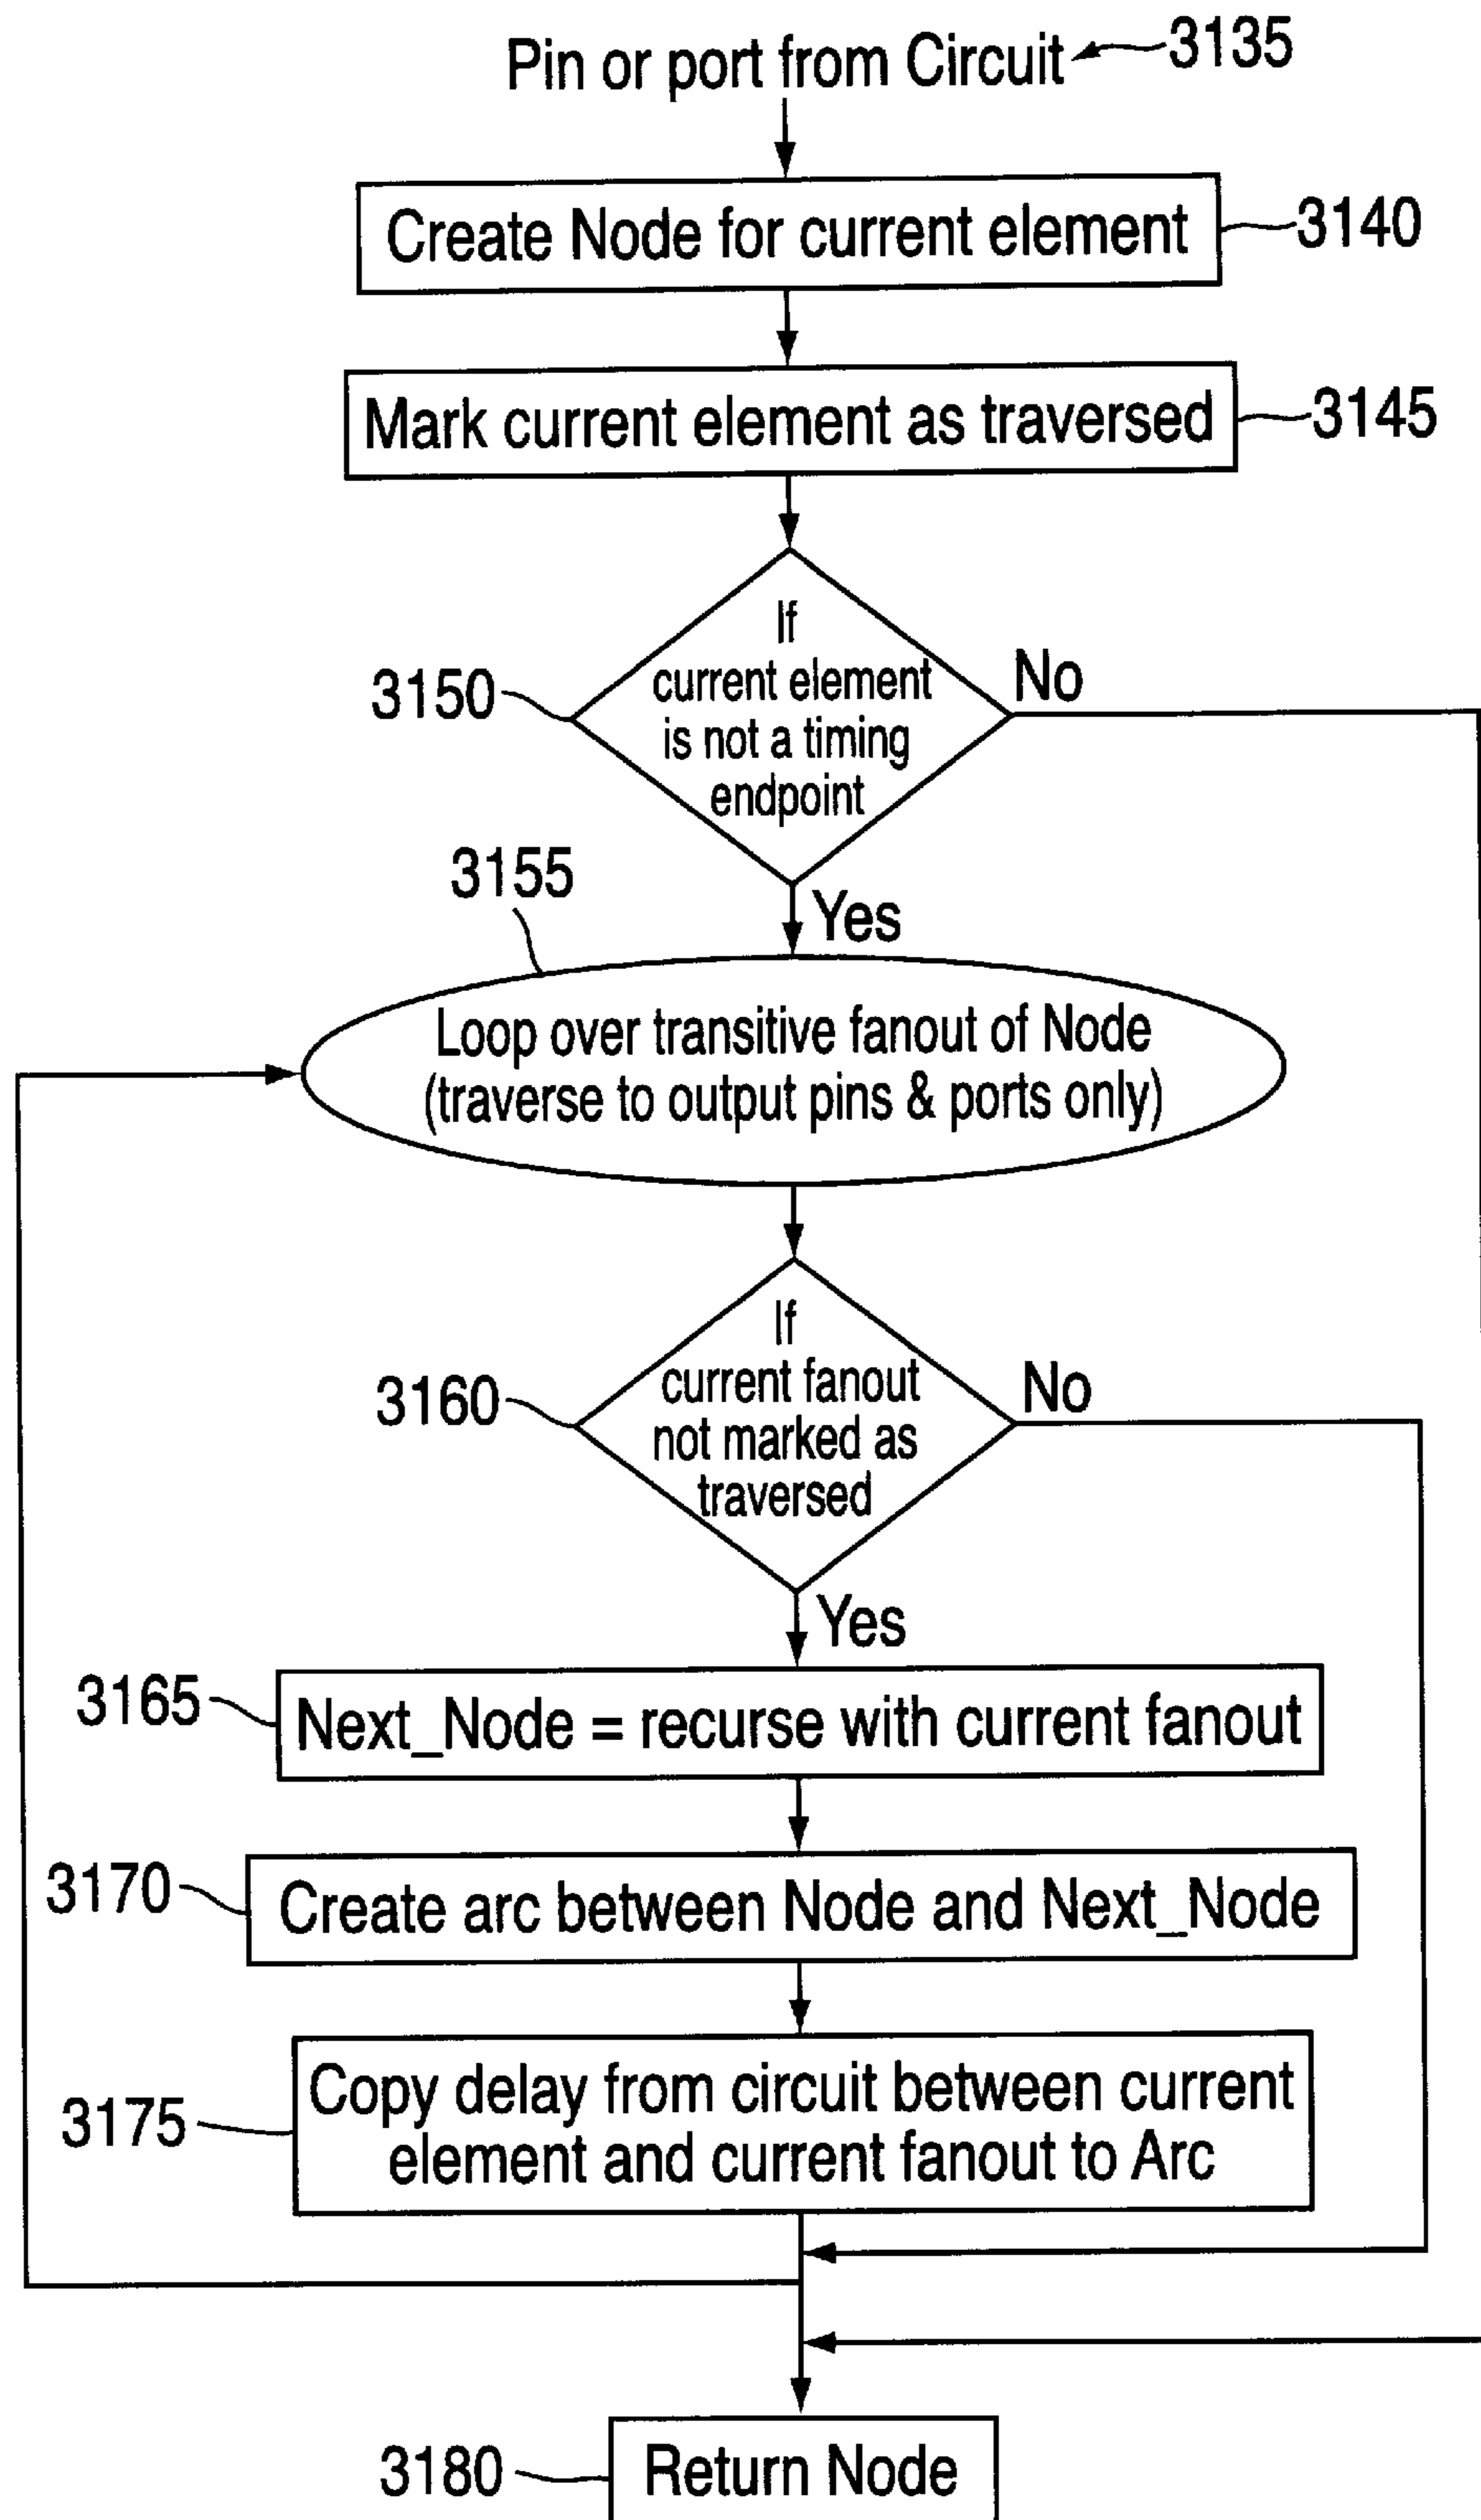 Pin or port from Circuit 3135
Create Node for current element 3140
Mark current element as traversed 3145
If
current element
is not a timing
endpoint
3150
No
Yes
3155
Loop over transitive fanout of Node
(traverse to output pins & ports only)
If
current fanout
not marked as
traversed
3160
No
Yes
3165 Next_Node = recurse with current fanout
3170 Create arc between Node and Next_Node
3175
Copy delay from circuit between current
element and current fanout to Arc
3180 Return Node